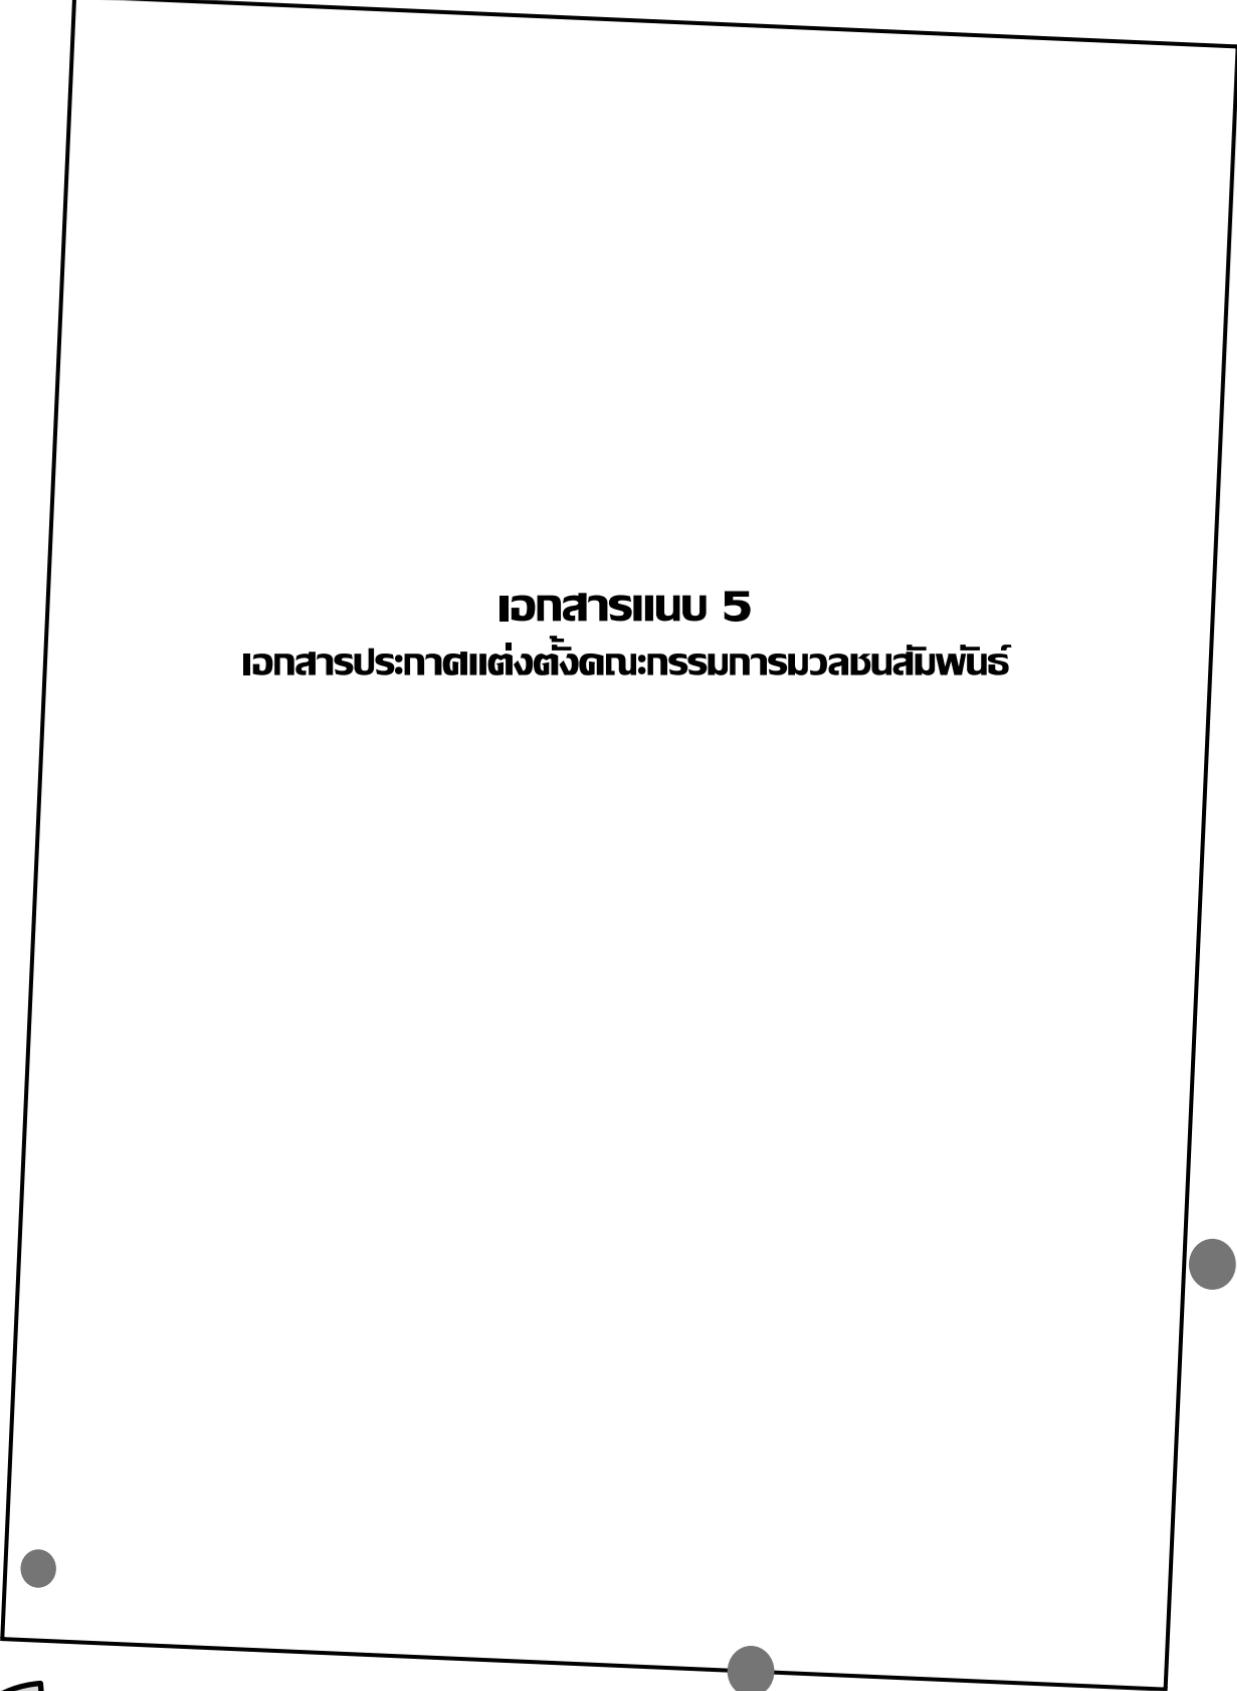 เอกสารแนบ 5
เอกสารประกาศแต่งตั้งคณะกรรมการมวลชนสัมพันธ์